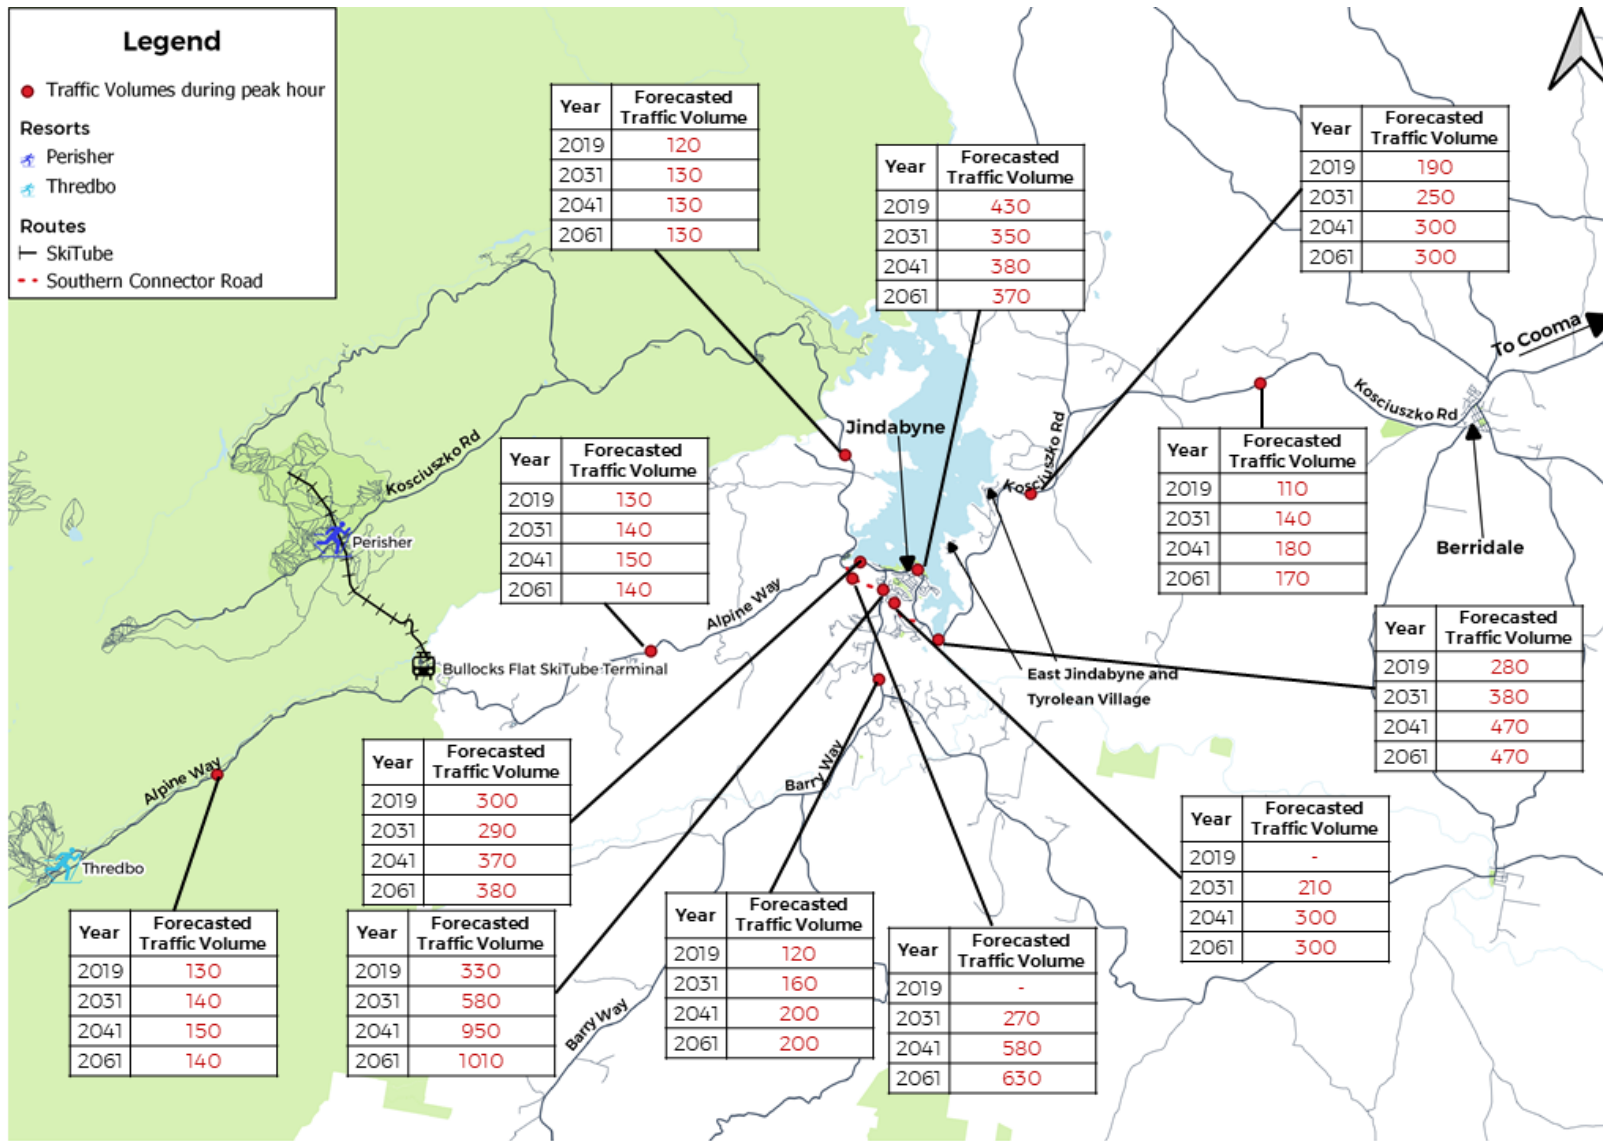 Legend
Traffic Volumes during peak hour
Resorts
Perisher
Thredbo
Routes
SkiTube
Southern Connector Road
Year Forecasted Traffic Volume
2019 120
2031 130
2041 130
2061 130
Year Forecasted Traffic Volume
2019 430
2031 350
2041 380
2061 370
Year Forecasted Traffic Volume
2019 190
2031 250
2041 300
2061 300
To Cooma
Kosciuszko Rd
Jindabyne
Kosciuszko Rd
Kosciuszko Rd
Year Forecasted Traffic Volume
2019 130
2031 140
2041 150
2061 140
Year Forecasted Traffic Volume
2019 110
2031 140
2041 180
2061 170
Berridale
Perisher
Alpine Way
Bullocks Flat SkiTube Terminal
East Jindabyne and
Tyrolean Village
Year Forecasted Traffic Volume
2019 280
2031 380
2041 470
2061 470
Alpine Way
Thredbo
Barry Way
Year Forecasted Traffic Volume
2019 300
2031 290
2041 370
2061 380
Year Forecasted Traffic Volume
2019 -
2031 210
2041 300
2061 300
Year Forecasted Traffic Volume
2019 130
2031 140
2041 150
2061 140
Year Forecasted Traffic Volume
2019 330
2031 580
2041 950
2061 1010
Barry Way
Year Forecasted Traffic Volume
2019 120
2031 160
2041 200
2061 200
Year Forecasted Traffic Volume
2019 -
2031 270
2041 580
2061 630